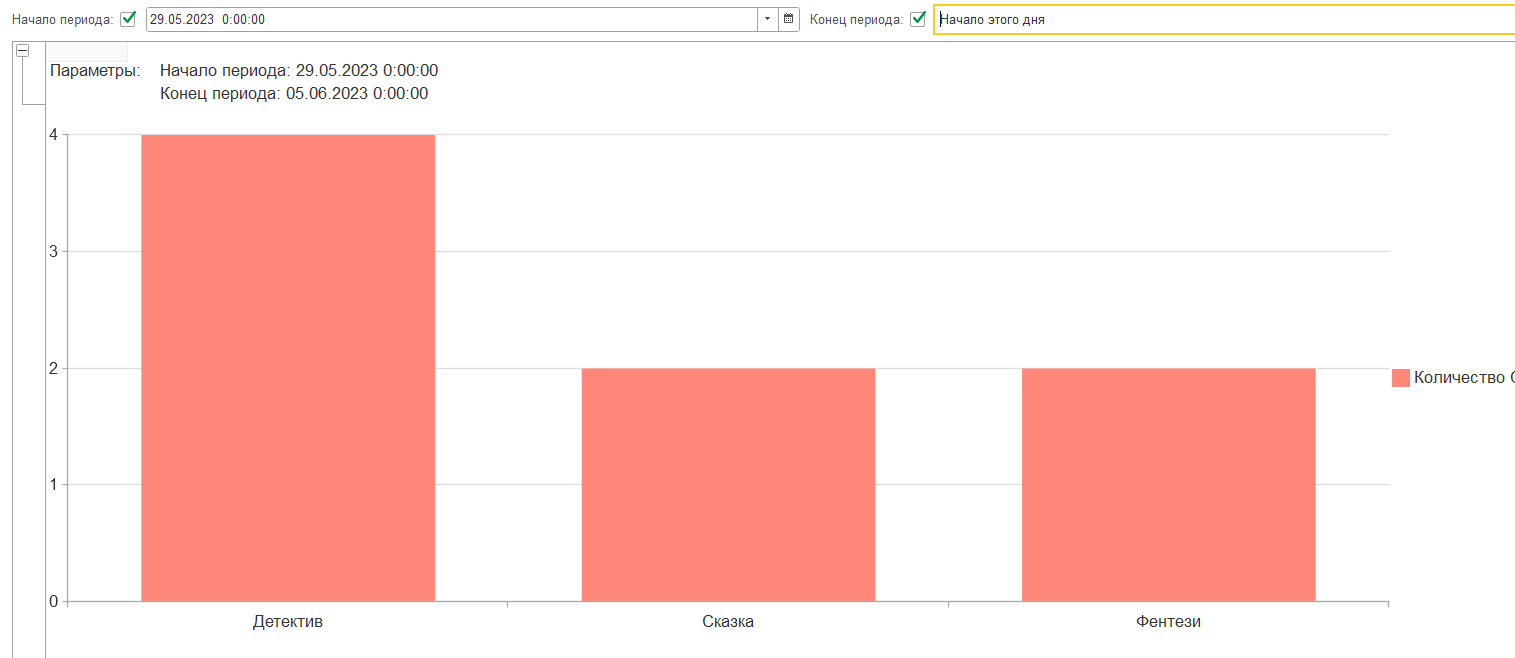 Начало периода: 29.05.2023 0:00:00 Конец периода: Начало этого дня
Параметры: Начало периода: 29.05.2023 0:00:00
Конец периода: 05.06.2023 0:00:00
4
3
2
Количество
1
0
Детектив Сказка Фентези